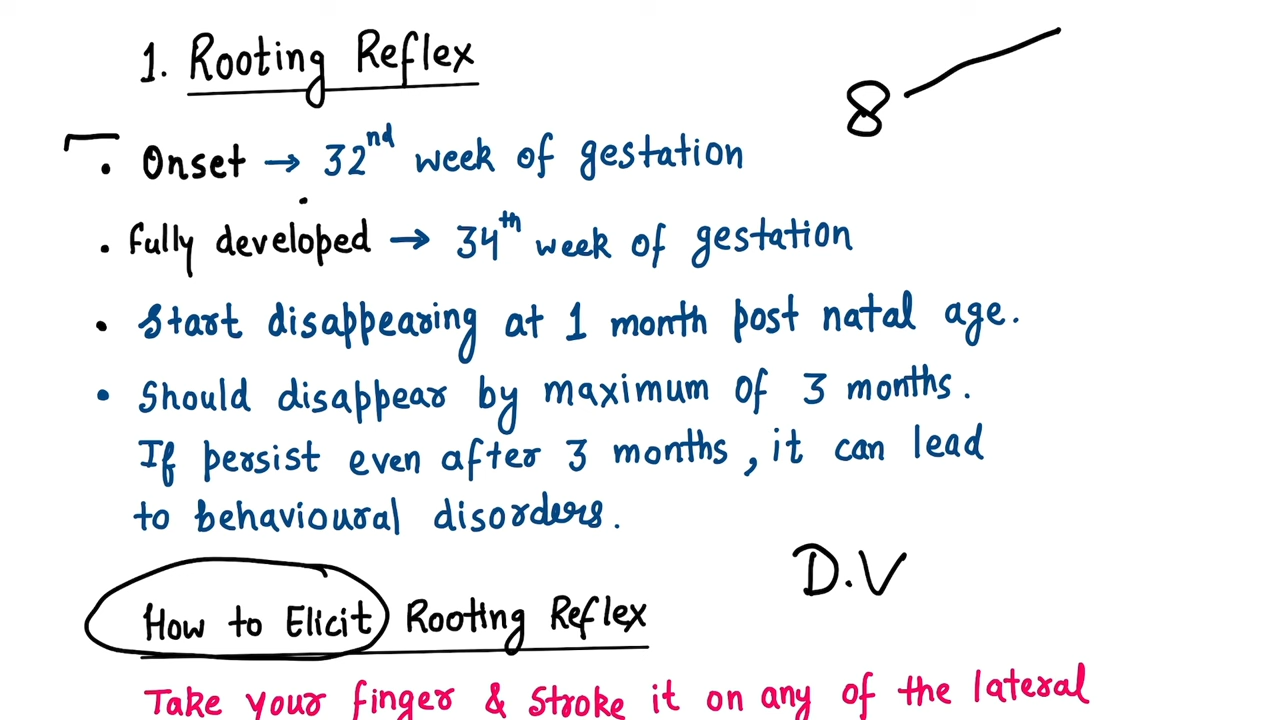 1. Rooting Reflex
8
• Onset → 32nd week of gestation
• Fully developed → 34th week of gestation
• Start disappearing at 1 month post natal age.
• Should disappear by maximum of 3 months.
If persist even after 3 months, it can lead
to behavioural disorders.
D.V
How to Elicit Rooting Reflex
Take your finger & stroke it on any of the lateral